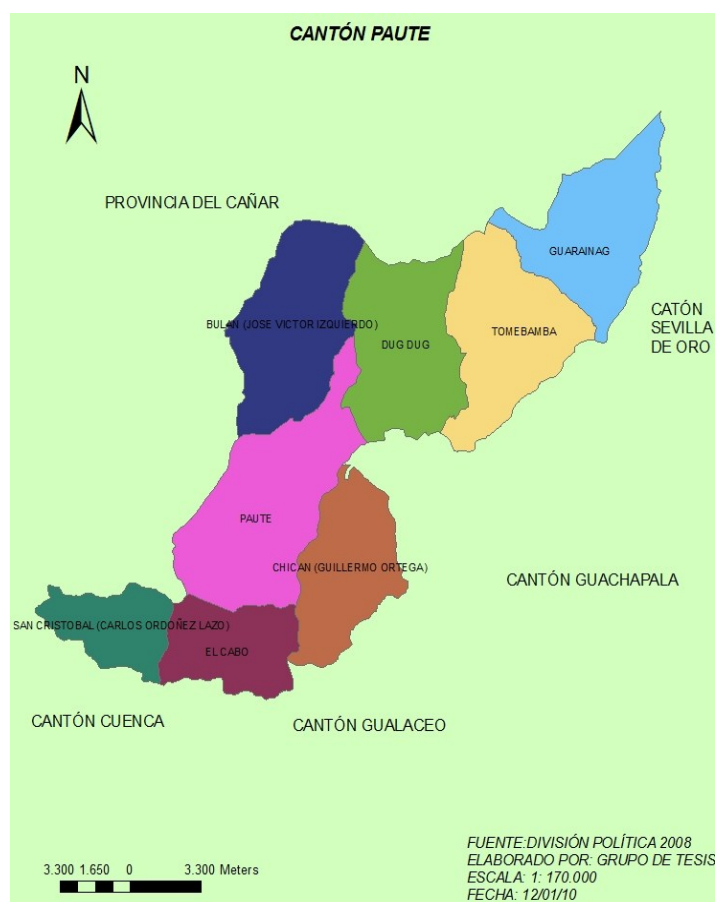 CANTÓN PAUTE
N
PROVINCIA DEL CAÑAR
GUARAINAG
CATÓN
SEVILLA
DE ORO
BULAN (JOSE VICTOR IZQUIERDO)
TOMEBAMBA
DUG DUG
PAUTE
CHICAN (GUILLERMO ORTEGA)
CANTÓN GUACHAPALA
SAN CRISTOBAL (CARLOS ORDOÑEZ LAZO)
EL CABO
CANTÓN CUENCA
CANTÓN GUALACEO
FUENTE:DIVISIÓN POLÍTICA 2008
ELABORADO POR: GRUPO DE TESIS
ESCALA: 1: 170.000
FECHA: 12/01/10
3.300 1.650 0 3.300 Meters